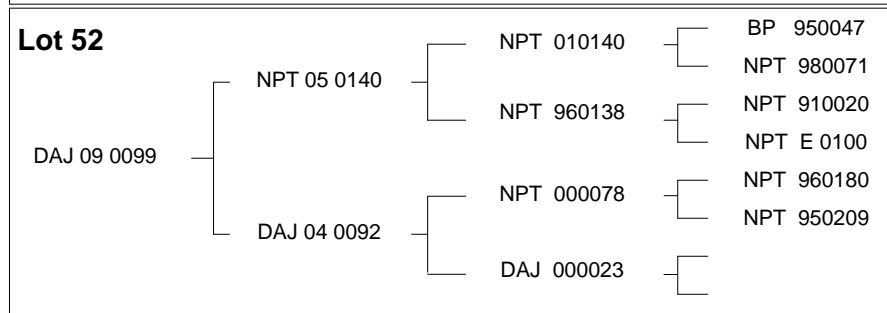 Lot 52
BP 950047
NPT 010140
NPT 980071
NPT 05 0140
NPT 910020
NPT 960138
NPT E 0100
DAJ 09 0099
NPT 960180
NPT 000078
NPT 950209
DAJ 04 0092
DAJ 000023